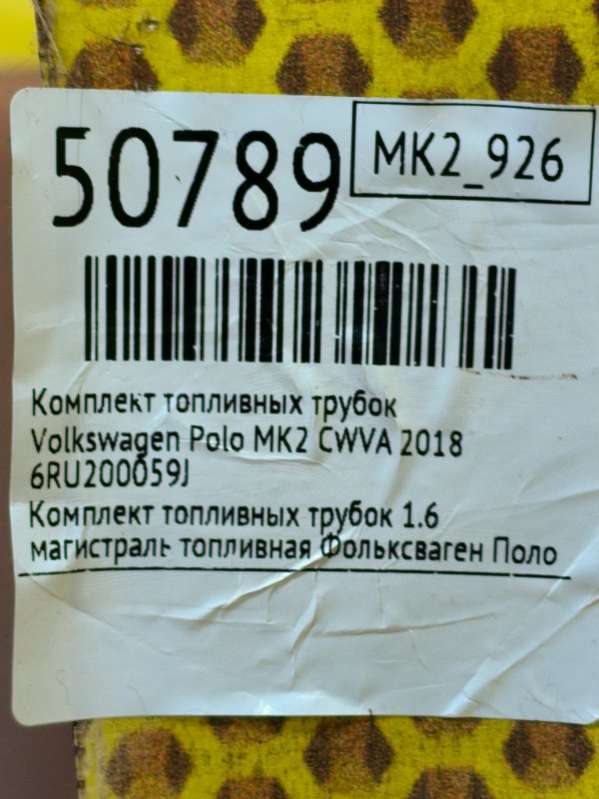 50789
MK2_926
Комплект топливных трубок
Volkswagen Polo MK2 CWVA 2018
6RU200059J
Комплект топливных трубок 1.6
магистраль топливная Фольксваген Поло